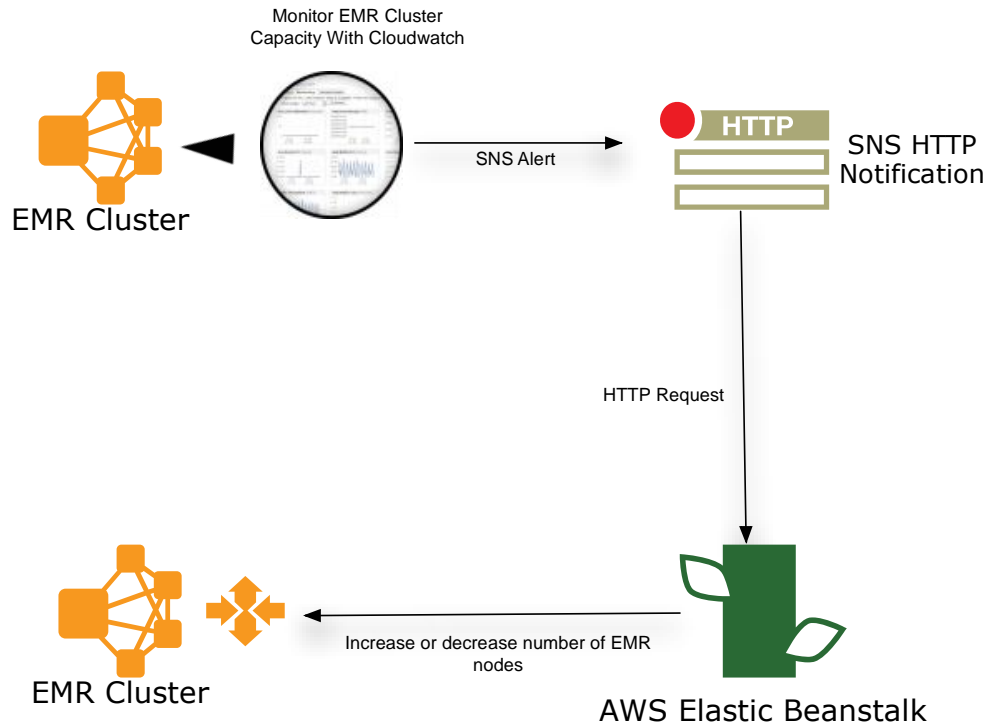 Monitor EMR Cluster
Capacity With Cloudwatch
HTTP
SNS Alert
SNS HTTP
Notification
EMR Cluster
HTTP Request
Increase or decrease number of EMR
nodes
EMR Cluster
AWS Elastic Beanstalk